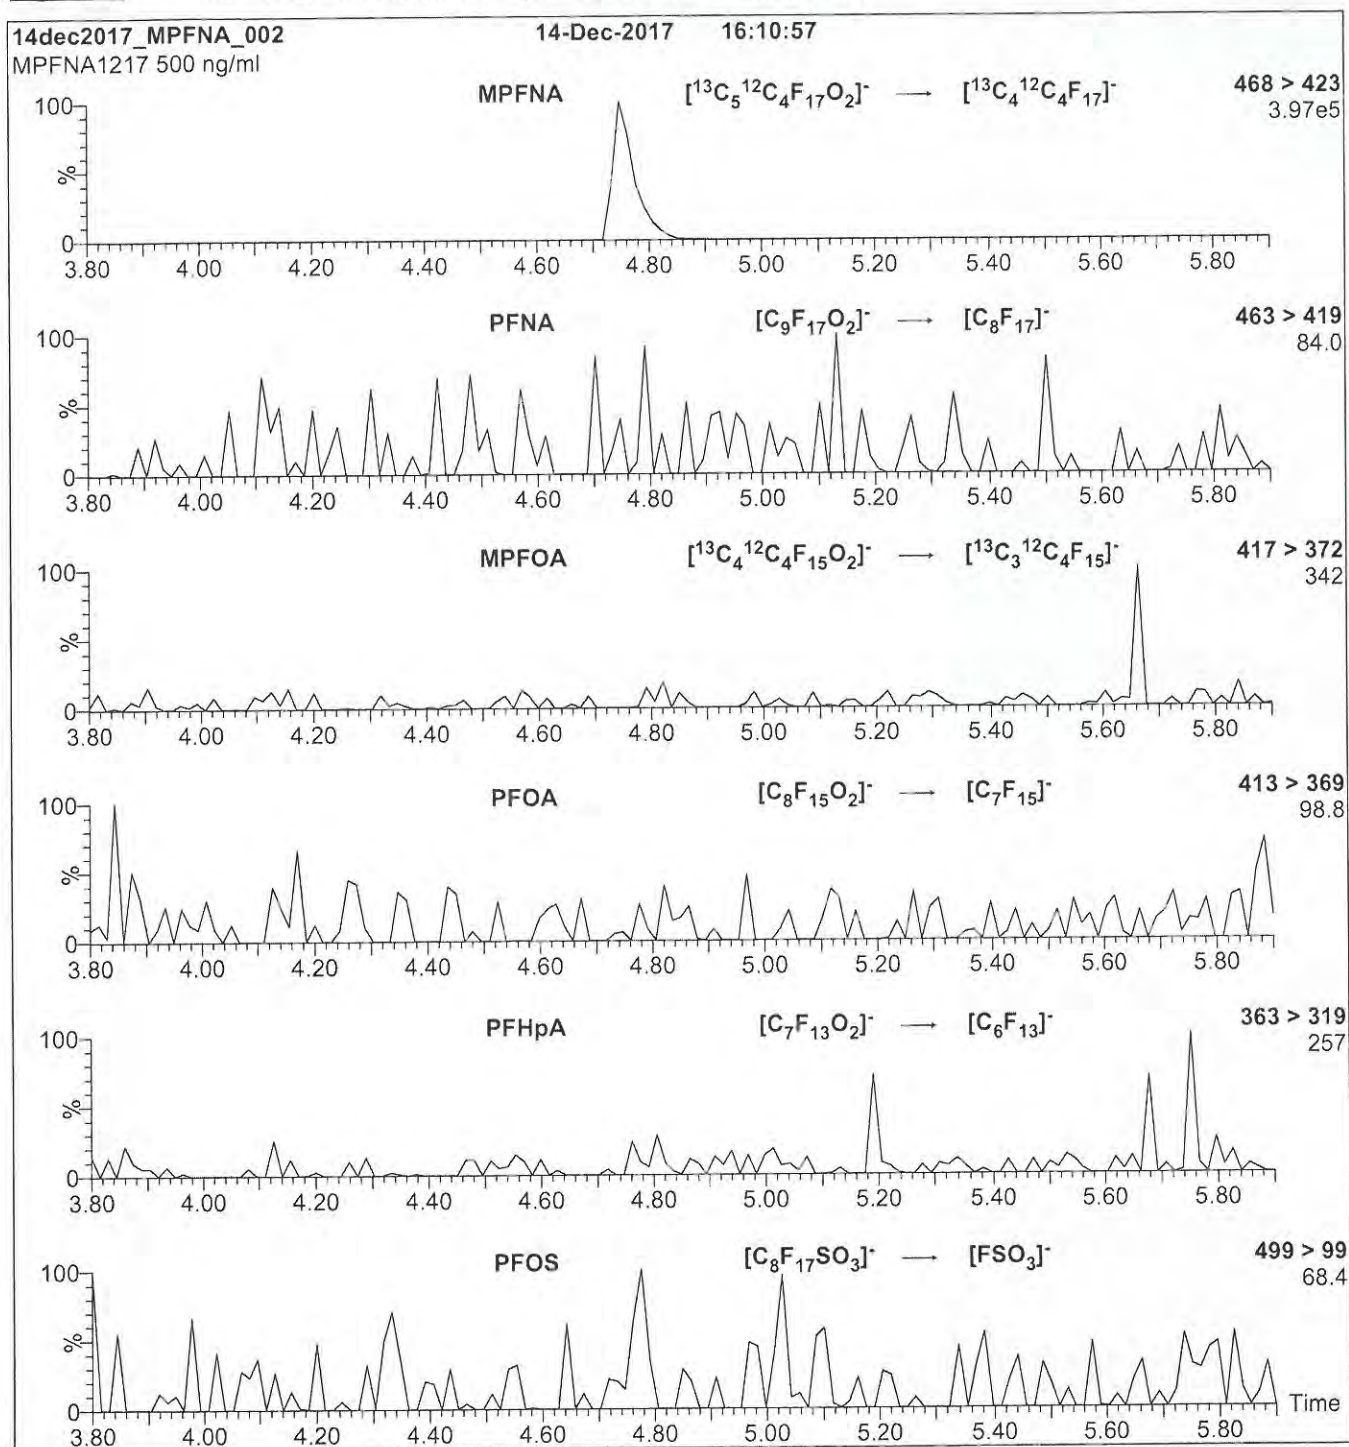 14dec2017_MPFNA_002 14-Dec-2017 16:10:57
MPFNA1217 500 ng/ml
MPFNA [¹³C₅¹²C₄F₁₇O₂]⁻ → [¹³C₄¹²C₄F₁₇]⁻ 468 > 423
3.97e5
100
%
0
3.80 4.00 4.20 4.40 4.60 4.80 5.00 5.20 5.40 5.60 5.80
PFNA [C₉F₁₇O₂]⁻ → [C₈F₁₇]⁻ 463 > 419
84.0
100
%
0
3.80 4.00 4.20 4.40 4.60 4.80 5.00 5.20 5.40 5.60 5.80
MPFOA [¹³C₄¹²C₄F₁₅O₂]⁻ → [¹³C₃¹²C₄F₁₅]⁻ 417 > 372
342
100
%
0
3.80 4.00 4.20 4.40 4.60 4.80 5.00 5.20 5.40 5.60 5.80
PFOA [C₈F₁₅O₂]⁻ → [C₇F₁₅]⁻ 413 > 369
98.8
100
%
0
3.80 4.00 4.20 4.40 4.60 4.80 5.00 5.20 5.40 5.60 5.80
PFHpA [C₇F₁₃O₂]⁻ → [C₆F₁₃]⁻ 363 > 319
257
100
%
0
3.80 4.00 4.20 4.40 4.60 4.80 5.00 5.20 5.40 5.60 5.80
PFOS [C₈F₁₇SO₃]⁻ → [FSO₃]⁻ 499 > 99
68.4
100
%
0 Time
3.80 4.00 4.20 4.40 4.60 4.80 5.00 5.20 5.40 5.60 5.80